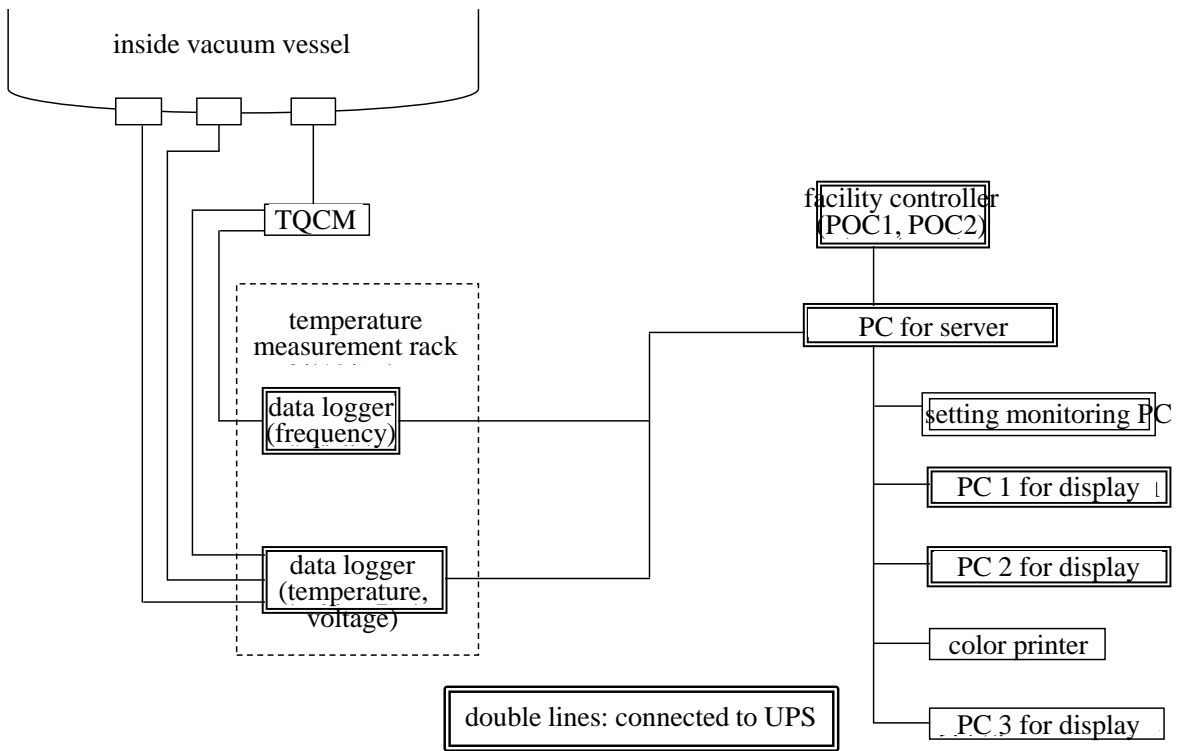 inside vacuum vessel
TQCM
facility controller
(POC1, POC2)
temperature
measurement rack
PC for server
data logger
(frequency)
setting monitoring PC
PC 1 for display
data logger
(temperature,
voltage)
PC 2 for display
color printer
double lines: connected to UPS
PC 3 for display